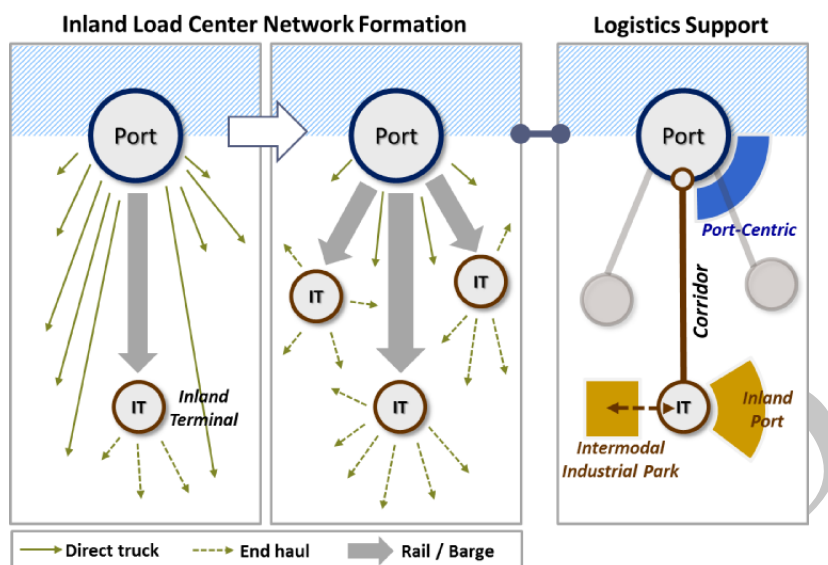 Inland Load Center Network Formation
Logistics Support
Port
IT
Inland
Terminal
Port
IT
IT
IT
Port
Port-Centric
Corridor
IT
Inland
Port
Intermodal
Industrial Park
Direct truck
End haul
Rail / Barge